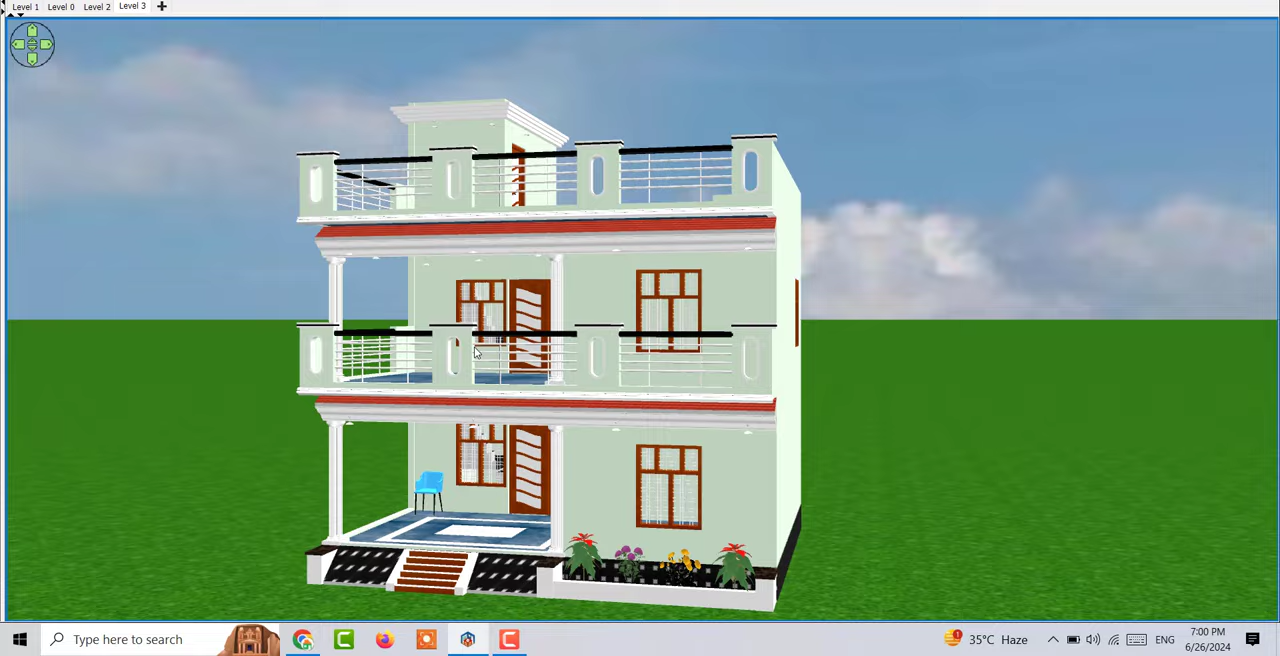 Level 1 Level 0 Level 2 Level 3
Type here to search
35°C Haze
ENG
7:00 PM
6/26/2024
1